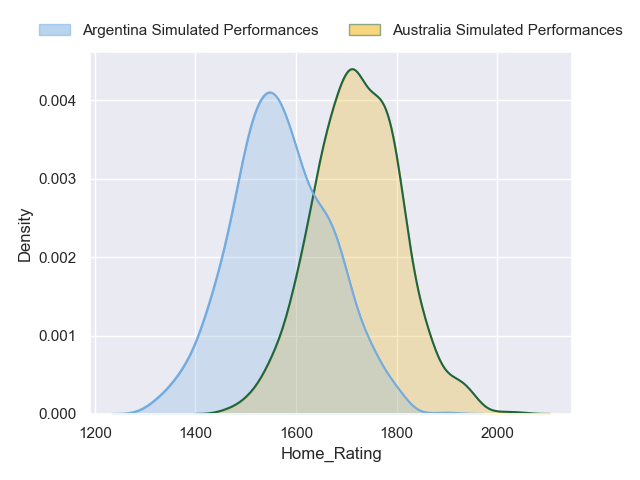 Argentina Simulated Performances
Australia Simulated Performances
0.004
0.003
0.002
0.001
0.000
Density
1200
1400
1600
1800
2000
Home_Rating